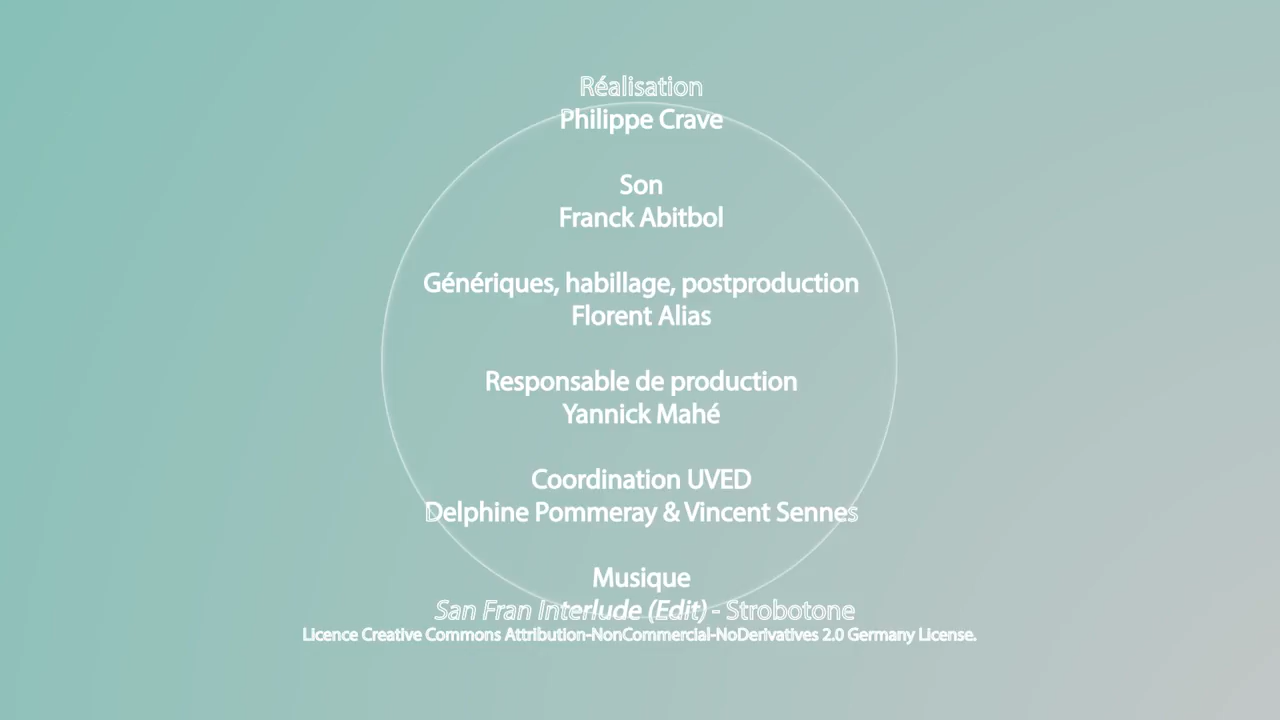 Réalisation
Philippe Crave
Son
Franck Abitbol
Génériques, habillage, postproduction
Florent Alias
Responsable de production
Yannick Mahé
Coordination UVED
Delphine Pommeray & Vincent Sennes
Musique
San Fran Interlude (Edit) - Strobotone
Licence Creative Commons Attribution-NonCommercial-NoDerivatives 2.0 Germany License.